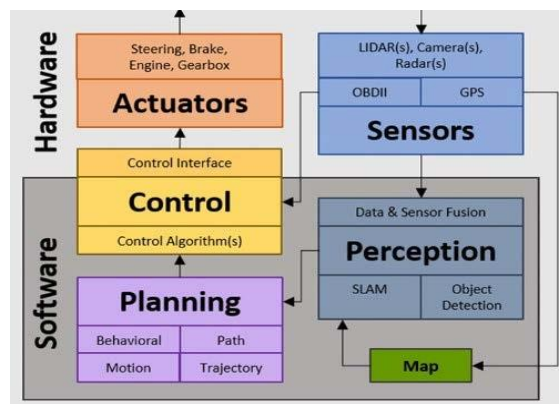 Hardware
Steering, Brake,
Engine, Gearbox
Actuators
LIDAR(s), Camera(s),
Radar(s)
OBDII
GPS
Sensors
Control Interface
Control
Control Algorithm(s)
Software
Data & Sensor Fusion
Perception
SLAM
Object
Detection
Planning
Behavioral
Path
Motion
Trajectory
Map